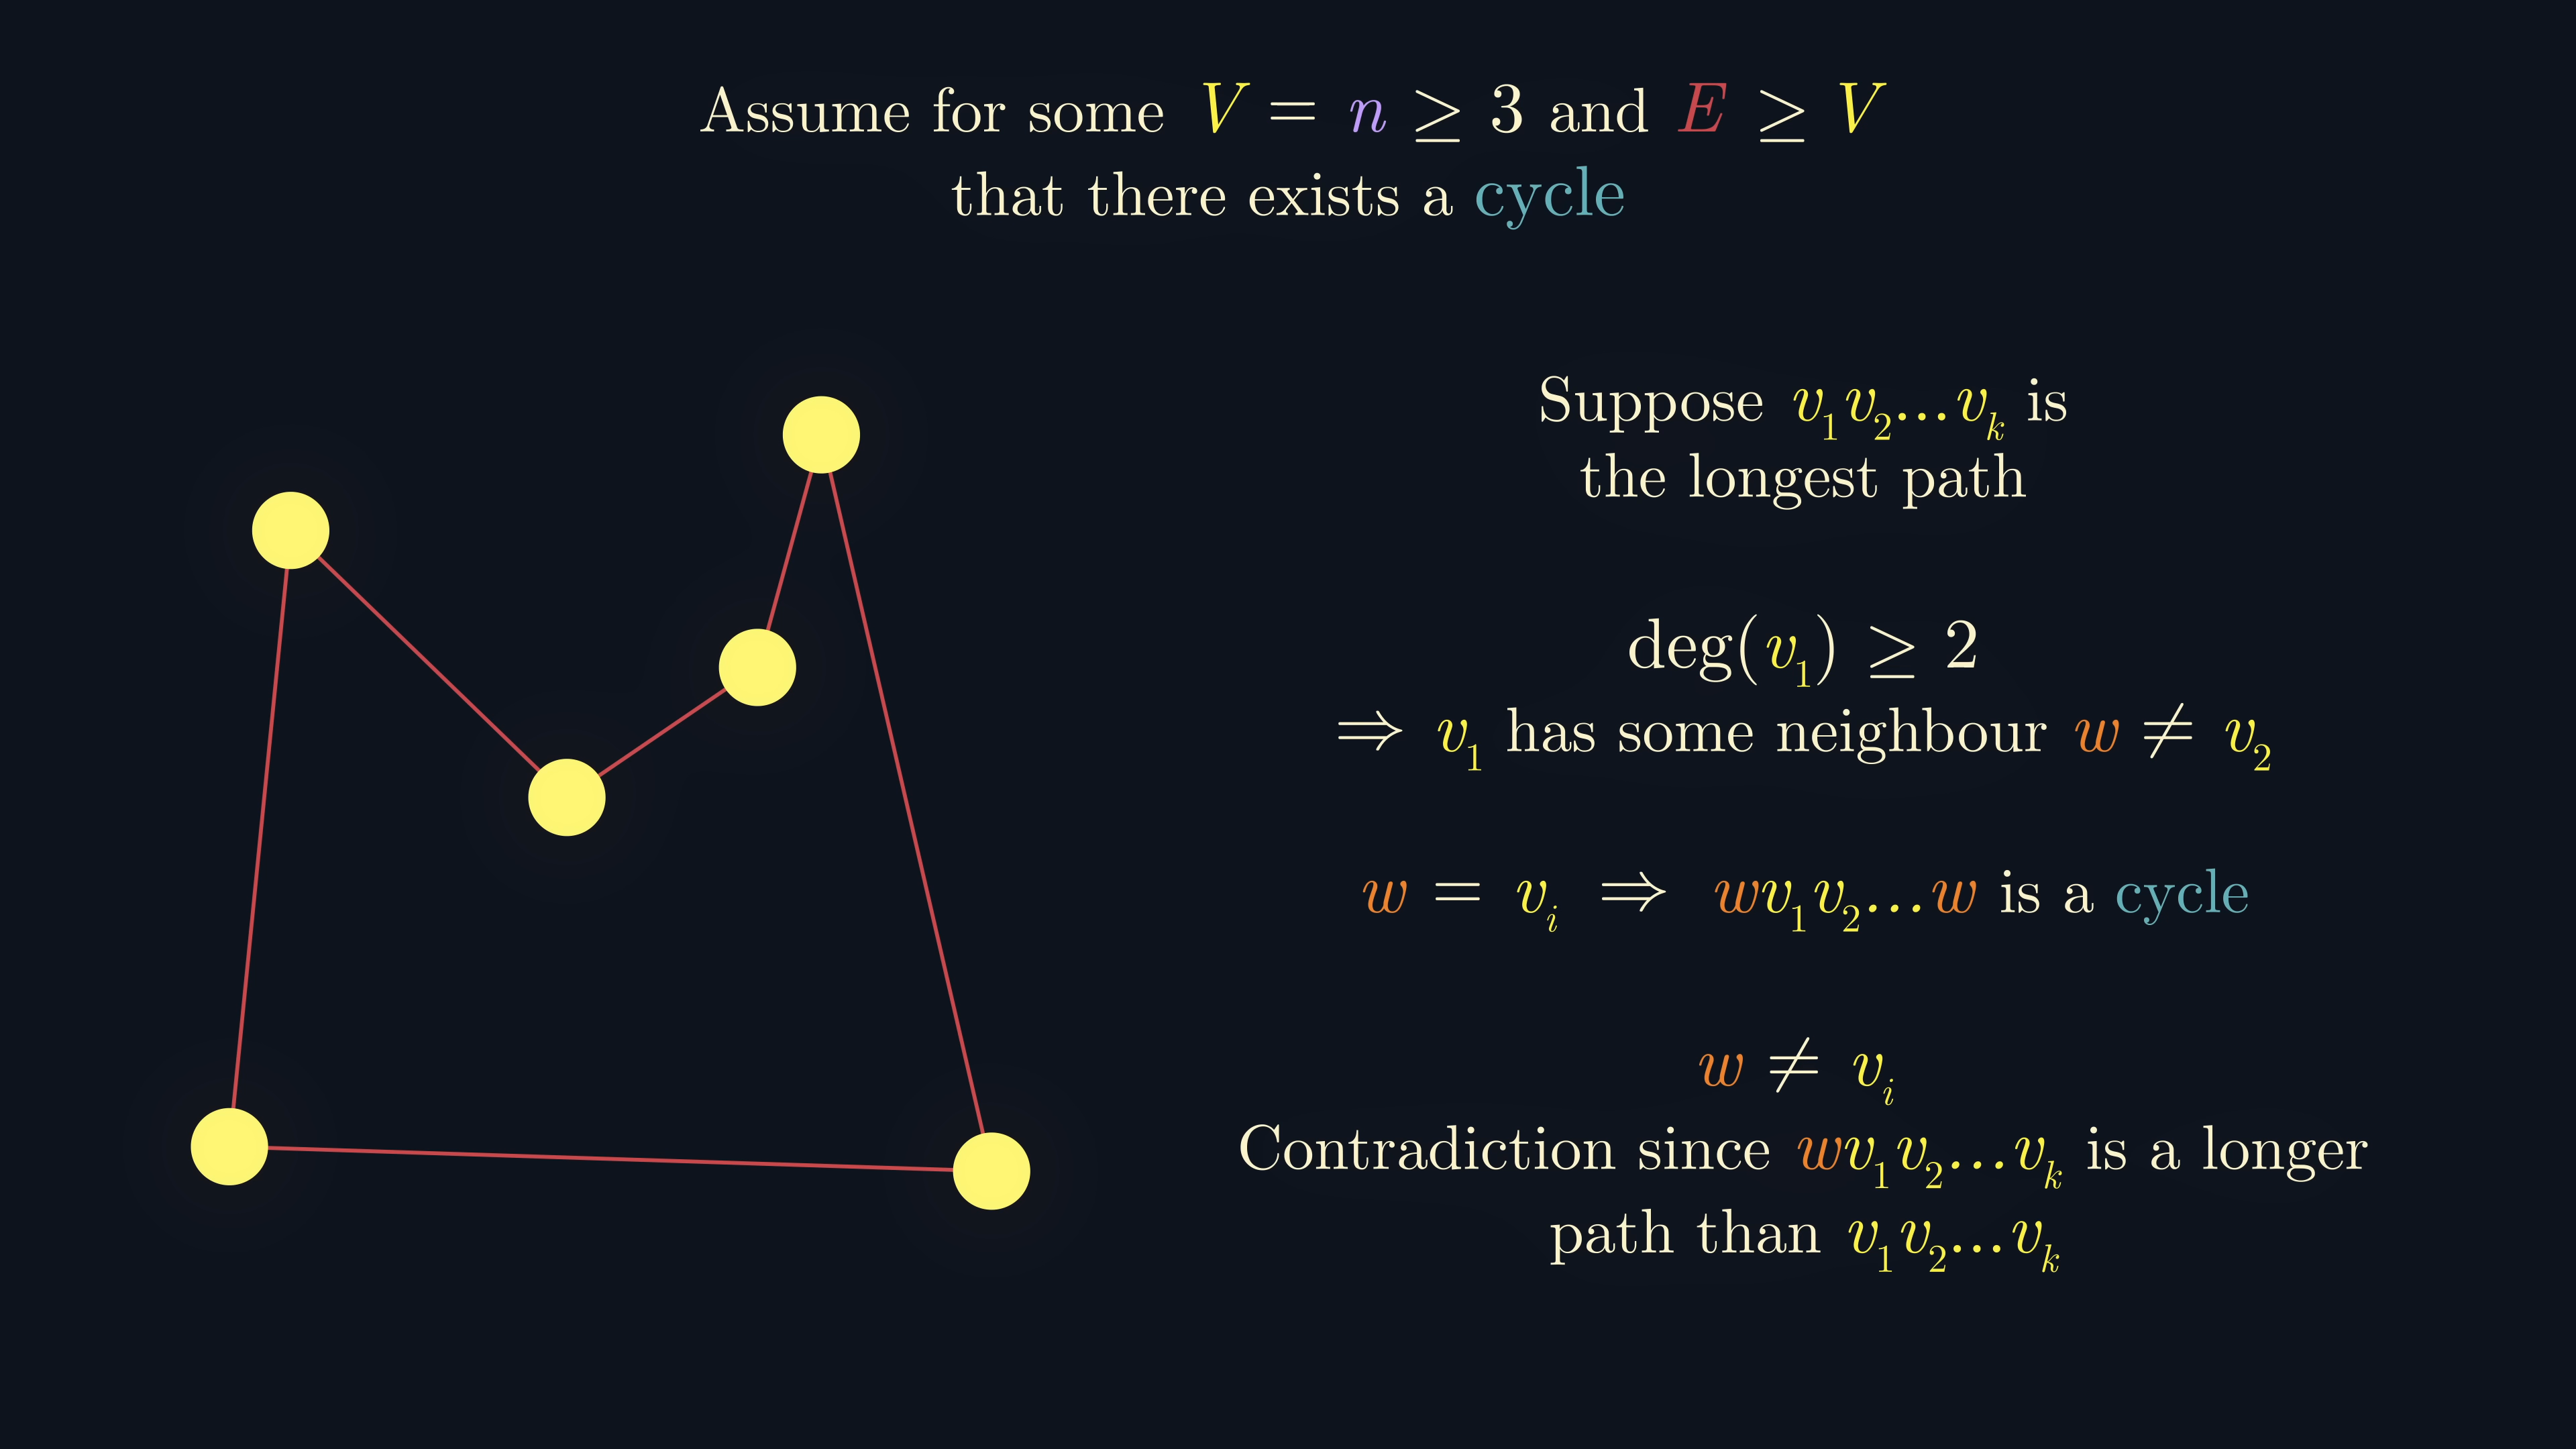 Assume for some V = n ≥ 3 and E ≥ V
that there exists a cycle
Suppose v₁v₂...vₖ is
the longest path
deg(v₁) ≥ 2
⇒ v₁ has some neighbour w ≠ v₂
w = vᵢ ⇒ wv₁v₂...w is a cycle
w ≠ vᵢ
Contradiction since wv₁v₂...vₖ is a longer
path than v₁v₂...vₖ